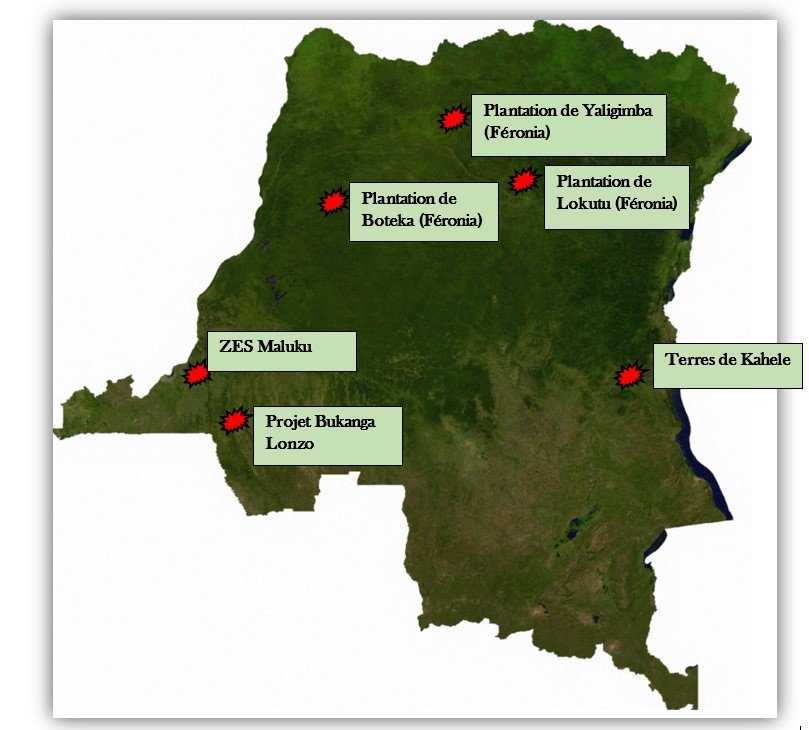 Plantation de Yaligimba
(Féronia)
Plantation de
Lokutu (Féronia)
Plantation de
Boteka (Féronia)
ZES Maluku
Terres de Kahele
Projet Bukanga
Lonzo